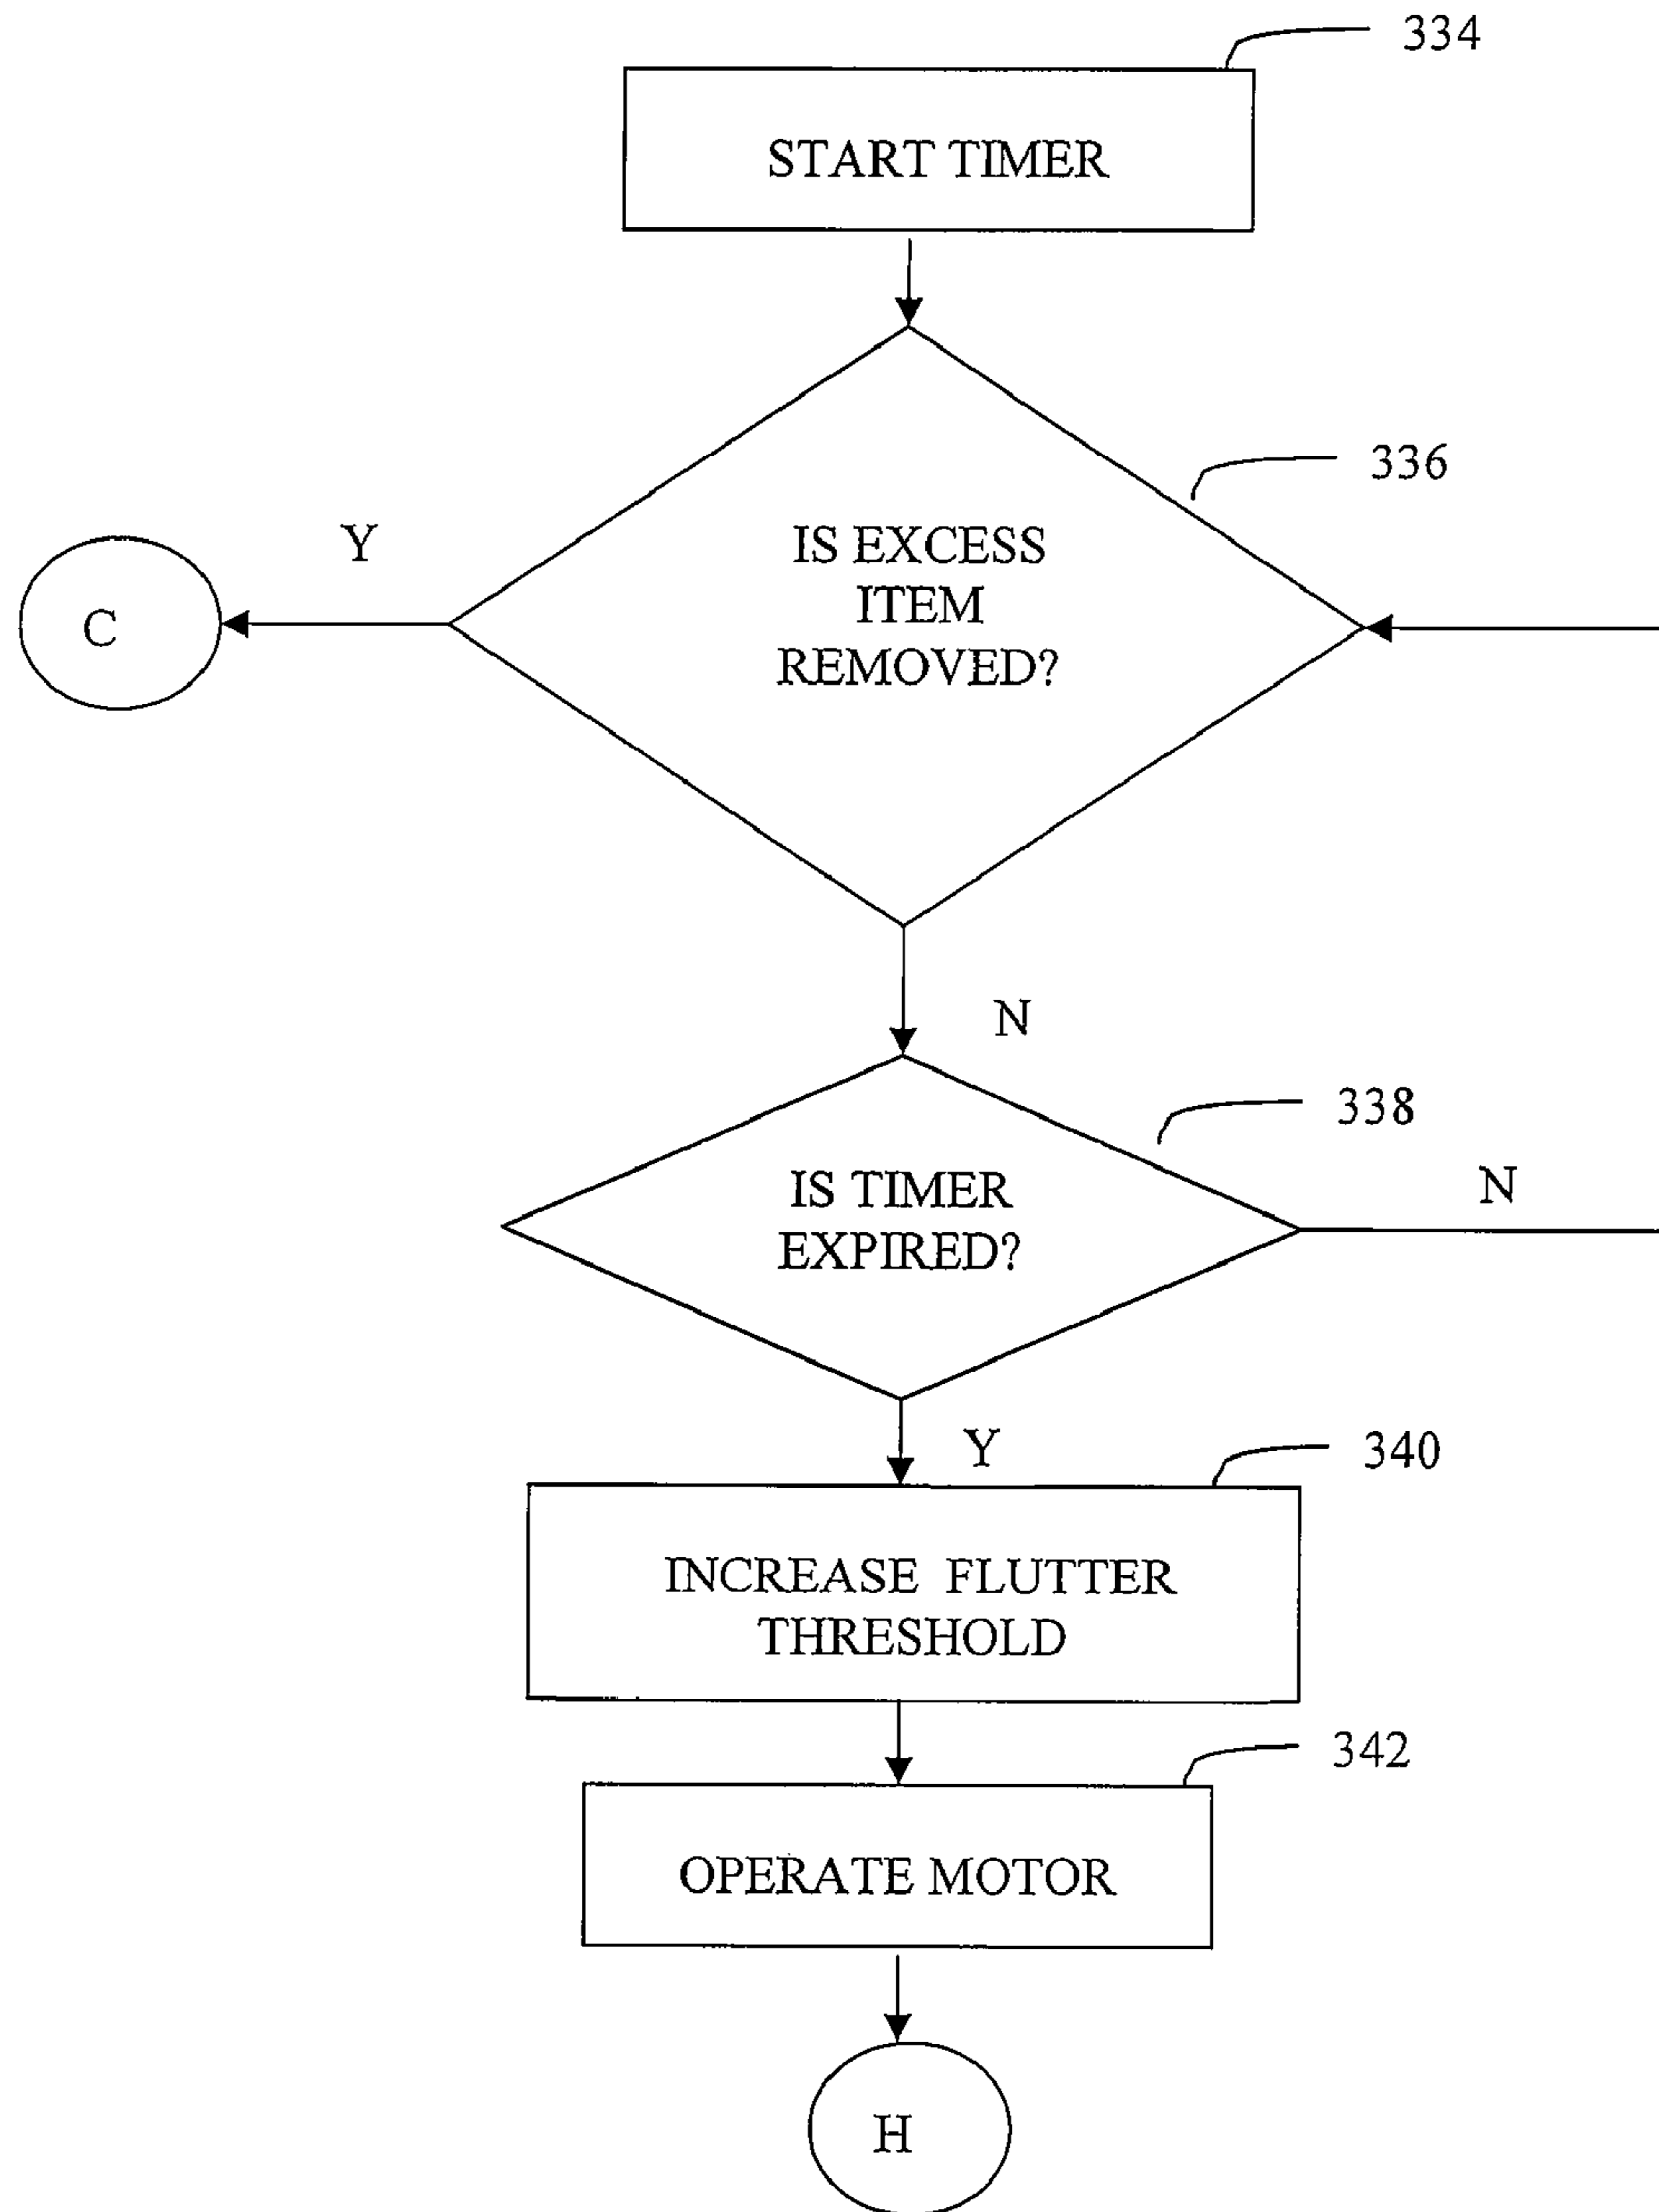 334
START TIMER
336
Y
IS EXCESS
ITEM
REMOVED?
C
N
338
N
IS TIMER
EXPIRED?
Y
340
INCREASE FLUTTER
THRESHOLD
342
OPERATE MOTOR
H